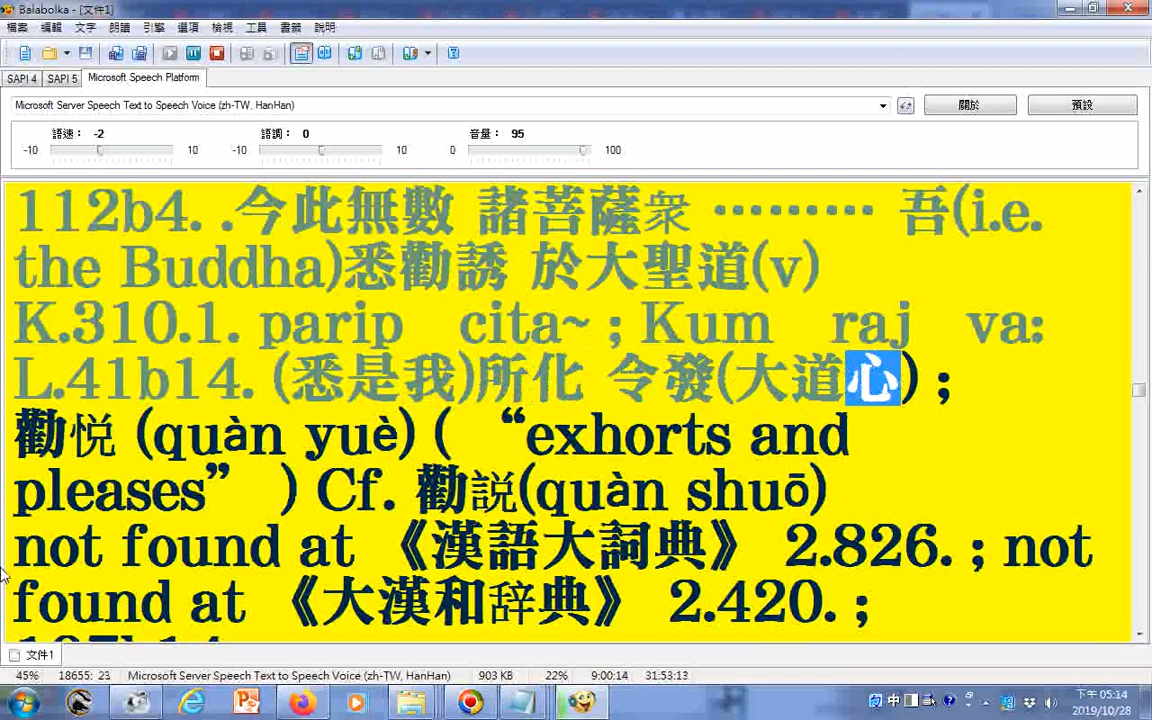 Balabolka - [文件1]
檔案 編輯 文字 朗讀 引擎 選項 檢視 工具 書籤 說明
SAPI 4 SAPI 5 Microsoft Speech Platform
Microsoft Server Speech Text to Speech Voice (zh-TW, HanHan) 關於 預設
語速： -2 語調： 0 音量： 95
-10 10 -10 10 0 100
112b4. .今此無數 諸菩薩衆 ……… 吾(i.e.
the Buddha)悉勸誘 於大聖道(v)
K.310.1. parip cita~ ; Kum raj va:
L.41b14. (悉是我)所化 令發(大道心) ;
勸悦 (quàn yuè) ( “exhorts and
pleases” ) Cf. 勸説(quàn shuō)
not found at 《漢語大詞典》 2.826. ; not
found at 《大漢和辞典》 2.420. ;
文件1
45% 18655: 23 Microsoft Server Speech Text to Speech Voice (zh-TW, HanHan) 903 KB 22% 9:00:14 31:53:13
中 下午 05:14
2019/10/28